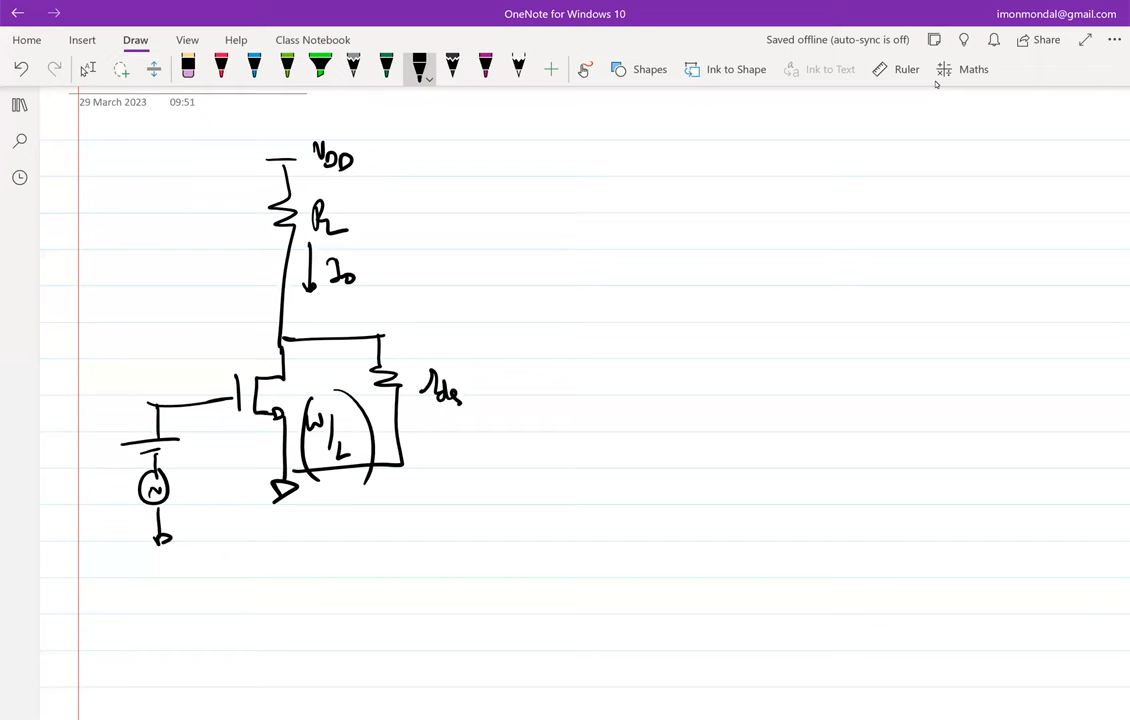 OneNote for Windows 10
imonmondal@gmail.com
Home Insert Draw View Help Class Notebook
Saved offline (auto-sync is off)
Share
Shapes
Ink to Shape
Ink to Text
Ruler
Maths
29 March 2023 09:51
VDD
RL
I0
rds
(W/L)